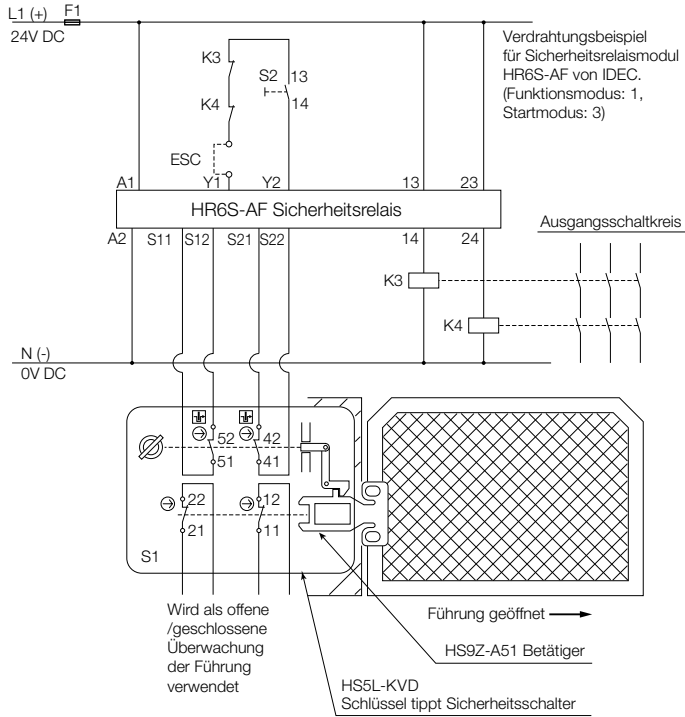 L1 (+) F1
24V DC
Verdrahtungsbeispiel
für Sicherheitsrelaismodul
HR6S-AF von IDEC.
(Funktionsmodus: 1,
Startmodus: 3)
K3
S2 13
K4 14
ESC
A1 Y1 Y2 13 23
HR6S-AF Sicherheitsrelais
A2 S11 S12 S21 S22 14 24
Ausgangsschaltkreis
K3
K4
N (-)
0V DC
52 42
51 41
22 12
21 11
S1
Wird als offene
/geschlossene
Überwachung
der Führung
verwendet
Führung geöffnet
HS9Z-A51 Betätiger
HS5L-KVD
Schlüssel tippt Sicherheitsschalter